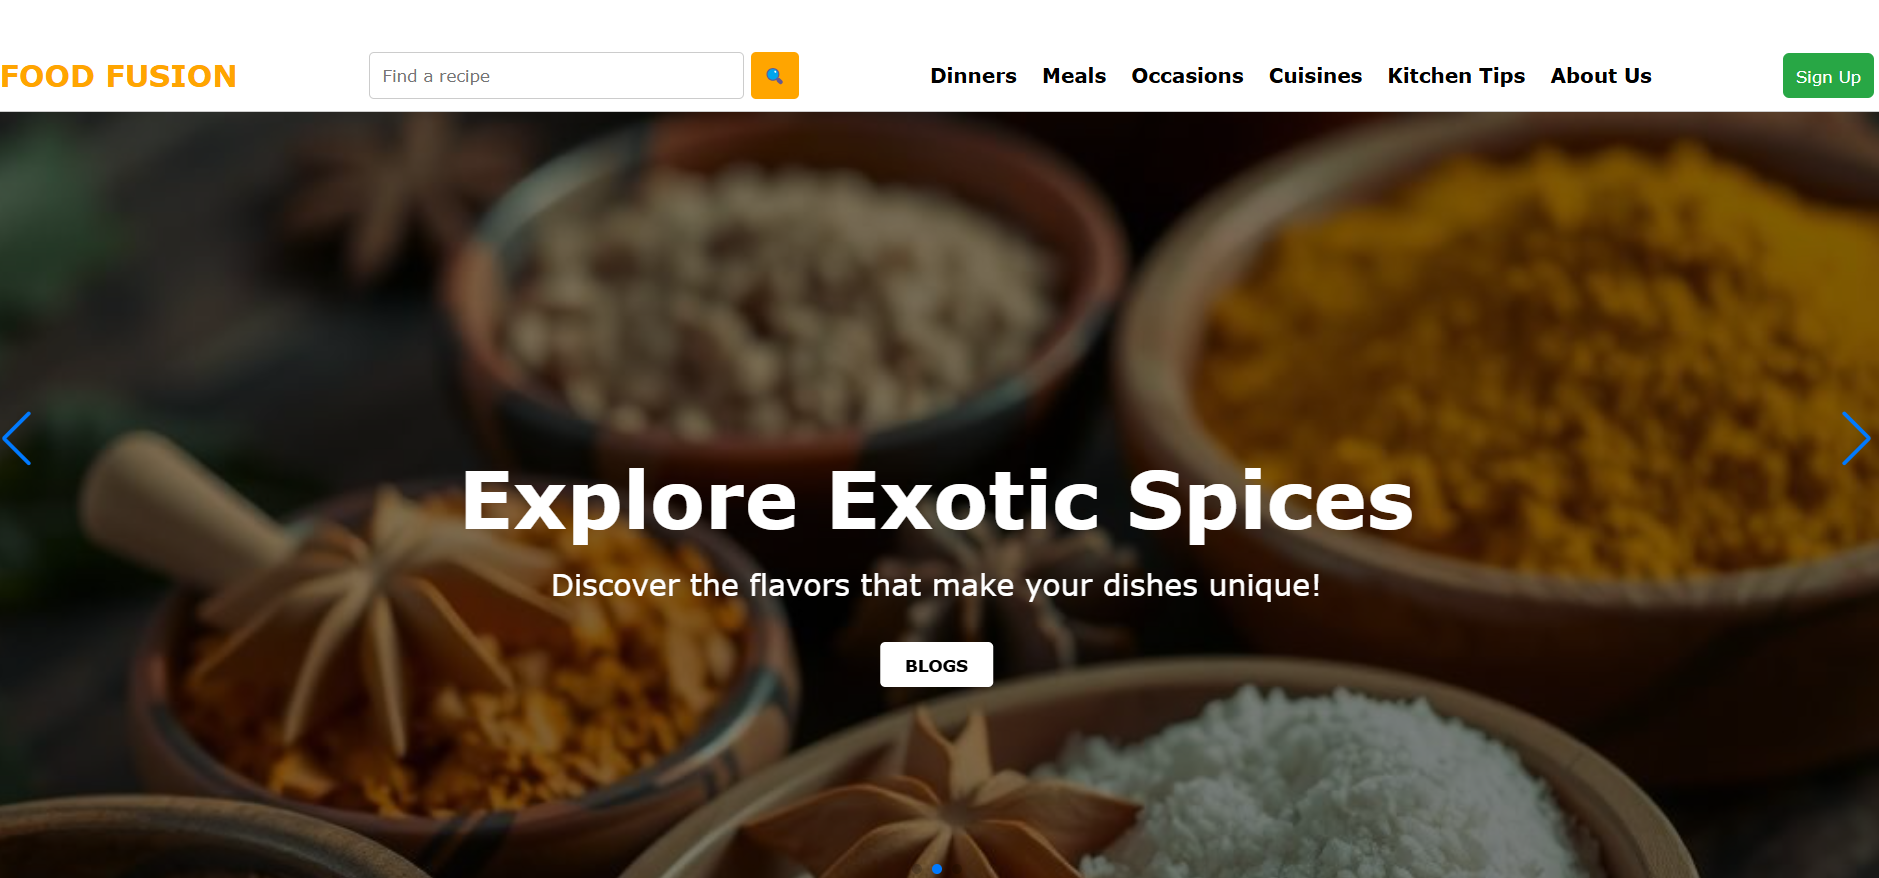 FOOD FUSION
Find a recipe
Dinners Meals Occasions Cuisines Kitchen Tips About Us
Sign Up
Explore Exotic Spices
Discover the flavors that make your dishes unique!
BLOGS